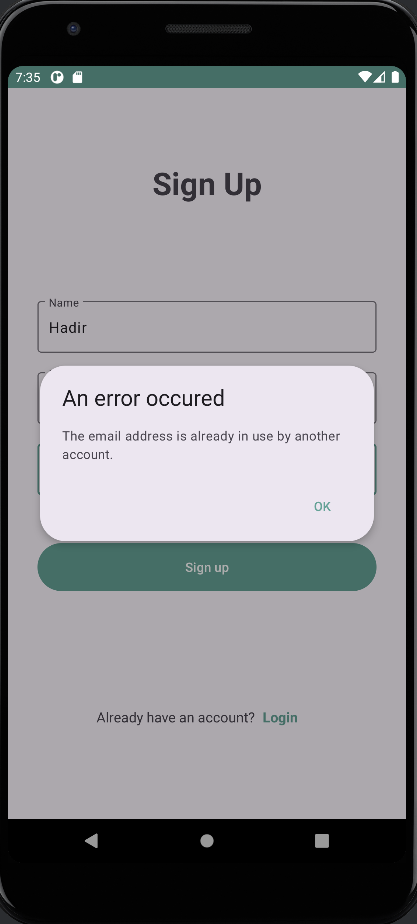 7:35
Sign Up
Name
Hadir
An error occured
The email address is already in use by another
account.
OK
Sign up
Already have an account? Login